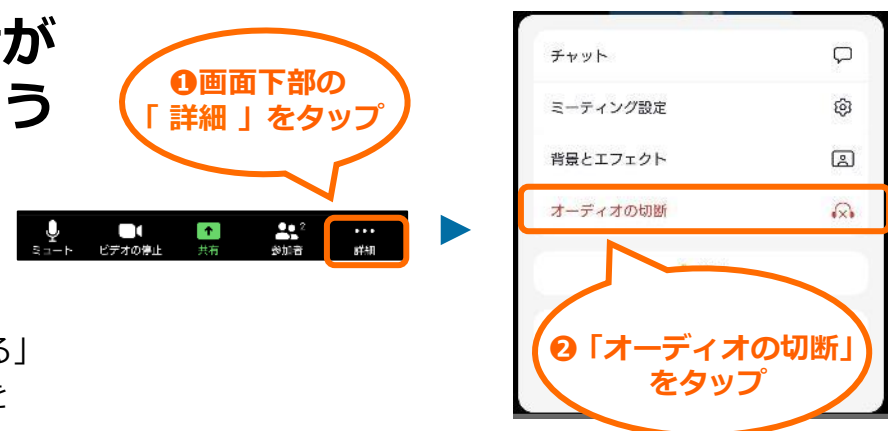 が
う
❶画面下部の
「 詳細 」をタップ
ミュート
ビデオの停止
共有
参加者
2
詳細
る」
チャット
ミーティング設定
背景とエフェクト
オーディオの切断
❷「オーディオの切断」
をタップ